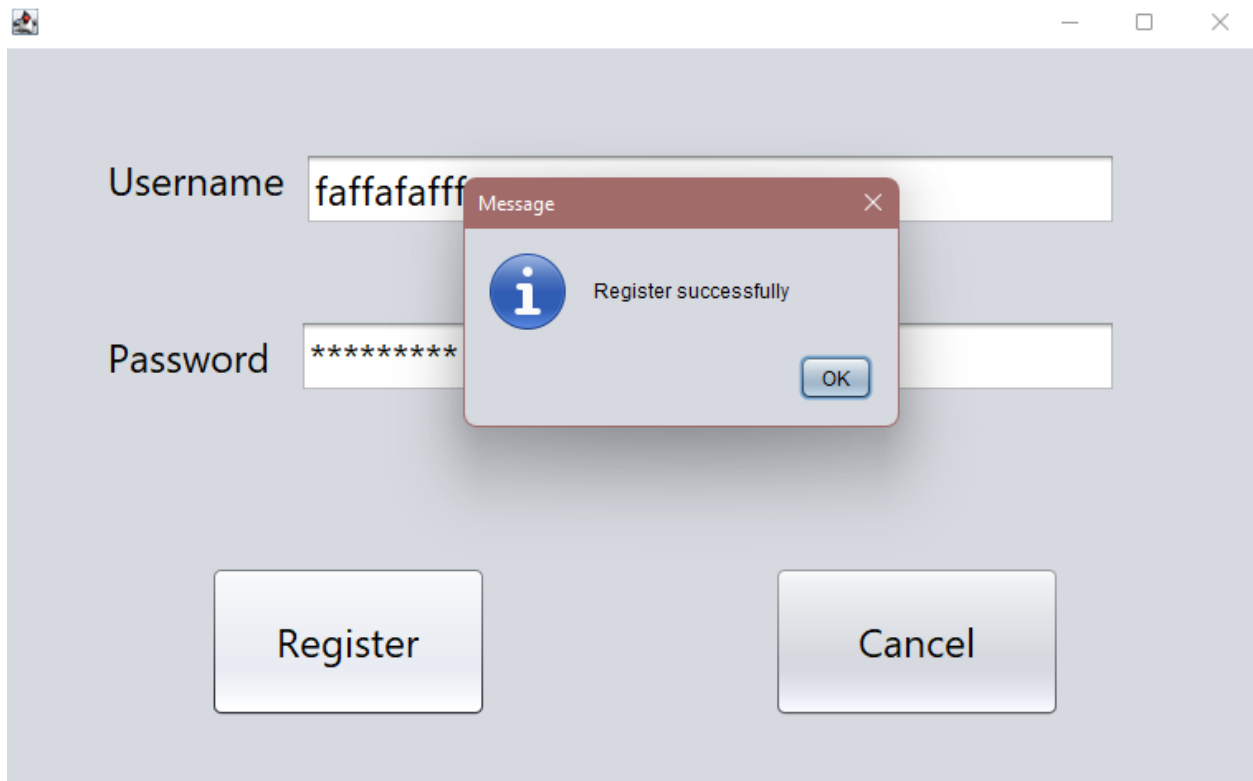 Username
faffafafff
Message
Register successfully
Password
*********
OK
Register
Cancel